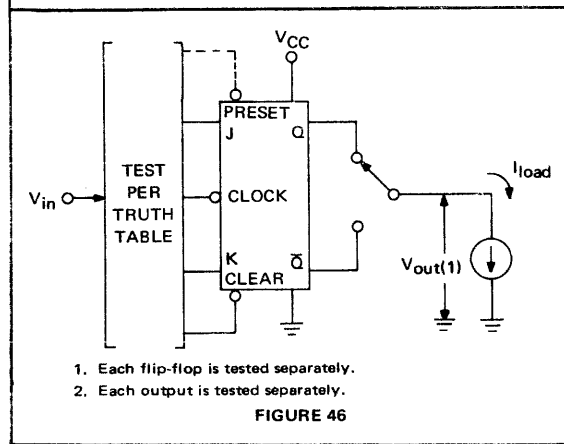 VCC
PRESET
J Q
TEST
PER
TRUTH
TABLE
Vin
CLOCK
Iload
K Q̅
CLEAR
Vout(1)
1. Each flip-flop is tested separately.
2. Each output is tested separately.
FIGURE 46